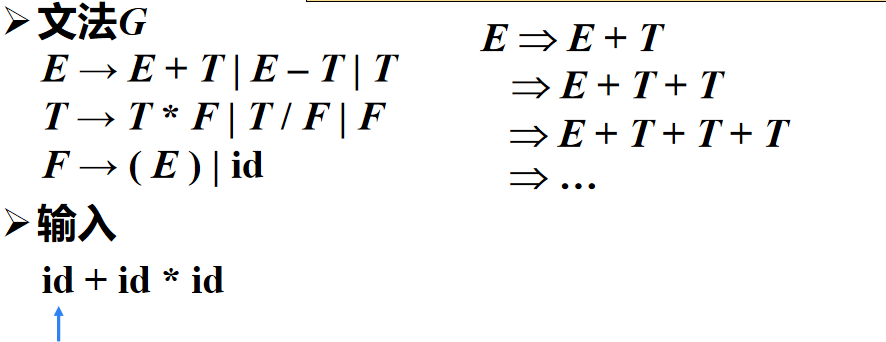 ➢文法G
E → E + T | E – T | T
T → T * F | T / F | F
F → ( E ) | id
➢输入
id + id * id
E ⇒ E + T
⇒ E + T + T
⇒ E + T + T + T
⇒ …